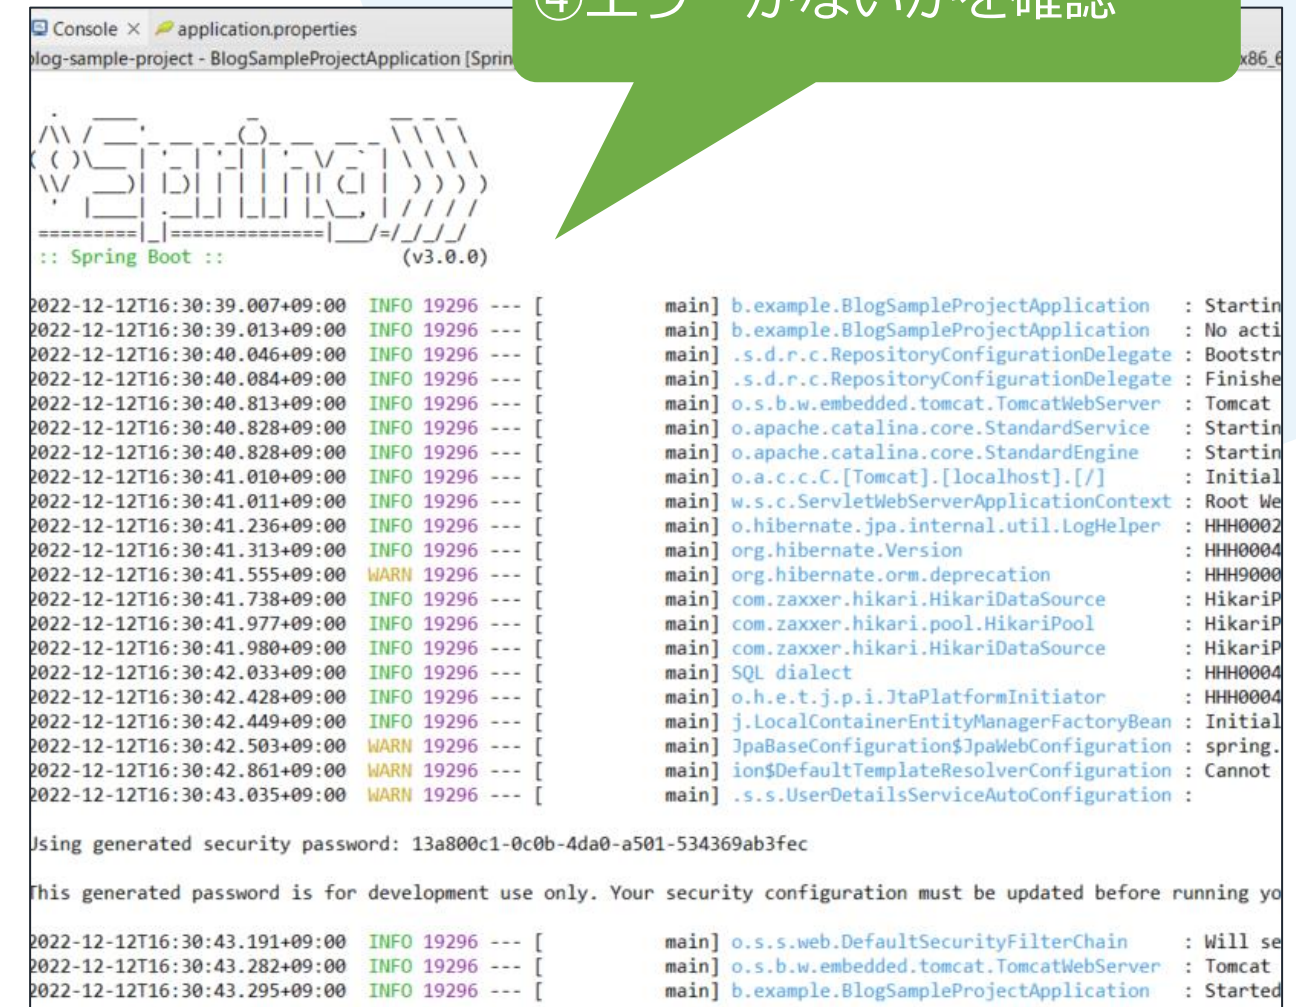 ④エラーがないかを確認
Console × application.properties
blog-sample-project - BlogSampleProjectApplication [Sprin x86_6
:: Spring Boot :: (v3.0.0)
2022-12-12T16:30:39.007+09:00 INFO 19296 --- [ main] b.example.BlogSampleProjectApplication : Startin
2022-12-12T16:30:39.013+09:00 INFO 19296 --- [ main] b.example.BlogSampleProjectApplication : No acti
2022-12-12T16:30:40.046+09:00 INFO 19296 --- [ main] .s.d.r.c.RepositoryConfigurationDelegate : Bootstr
2022-12-12T16:30:40.084+09:00 INFO 19296 --- [ main] .s.d.r.c.RepositoryConfigurationDelegate : Finishe
2022-12-12T16:30:40.813+09:00 INFO 19296 --- [ main] o.s.b.w.embedded.tomcat.TomcatWebServer : Tomcat
2022-12-12T16:30:40.828+09:00 INFO 19296 --- [ main] o.apache.catalina.core.StandardService : Startin
2022-12-12T16:30:40.828+09:00 INFO 19296 --- [ main] o.apache.catalina.core.StandardEngine : Startin
2022-12-12T16:30:41.010+09:00 INFO 19296 --- [ main] o.a.c.c.C.[Tomcat].[localhost].[/] : Initial
2022-12-12T16:30:41.011+09:00 INFO 19296 --- [ main] w.s.c.ServletWebServerApplicationContext : Root We
2022-12-12T16:30:41.236+09:00 INFO 19296 --- [ main] o.hibernate.jpa.internal.util.LogHelper : HHH0002
2022-12-12T16:30:41.313+09:00 INFO 19296 --- [ main] org.hibernate.Version : HHH0004
2022-12-12T16:30:41.555+09:00 WARN 19296 --- [ main] org.hibernate.orm.deprecation : HHH9000
2022-12-12T16:30:41.738+09:00 INFO 19296 --- [ main] com.zaxxer.hikari.HikariDataSource : HikariP
2022-12-12T16:30:41.977+09:00 INFO 19296 --- [ main] com.zaxxer.hikari.pool.HikariPool : HikariP
2022-12-12T16:30:41.980+09:00 INFO 19296 --- [ main] com.zaxxer.hikari.HikariDataSource : HikariP
2022-12-12T16:30:42.033+09:00 INFO 19296 --- [ main] SQL dialect : HHH0004
2022-12-12T16:30:42.428+09:00 INFO 19296 --- [ main] o.h.e.t.j.p.i.JtaPlatformInitiator : HHH0004
2022-12-12T16:30:42.449+09:00 INFO 19296 --- [ main] j.LocalContainerEntityManagerFactoryBean : Initial
2022-12-12T16:30:42.503+09:00 WARN 19296 --- [ main] JpaBaseConfiguration$JpaWebConfiguration : spring.
2022-12-12T16:30:42.861+09:00 WARN 19296 --- [ main] ion$DefaultTemplateResolverConfiguration : Cannot
2022-12-12T16:30:43.035+09:00 WARN 19296 --- [ main] .s.s.UserDetailsServiceAutoConfiguration :
Using generated security password: 13a800c1-0c0b-4da0-a501-534369ab3fec
This generated password is for development use only. Your security configuration must be updated before running yo
2022-12-12T16:30:43.191+09:00 INFO 19296 --- [ main] o.s.s.web.DefaultSecurityFilterChain : Will se
2022-12-12T16:30:43.282+09:00 INFO 19296 --- [ main] o.s.b.w.embedded.tomcat.TomcatWebServer : Tomcat
2022-12-12T16:30:43.295+09:00 INFO 19296 --- [ main] b.example.BlogSampleProjectApplication : Started